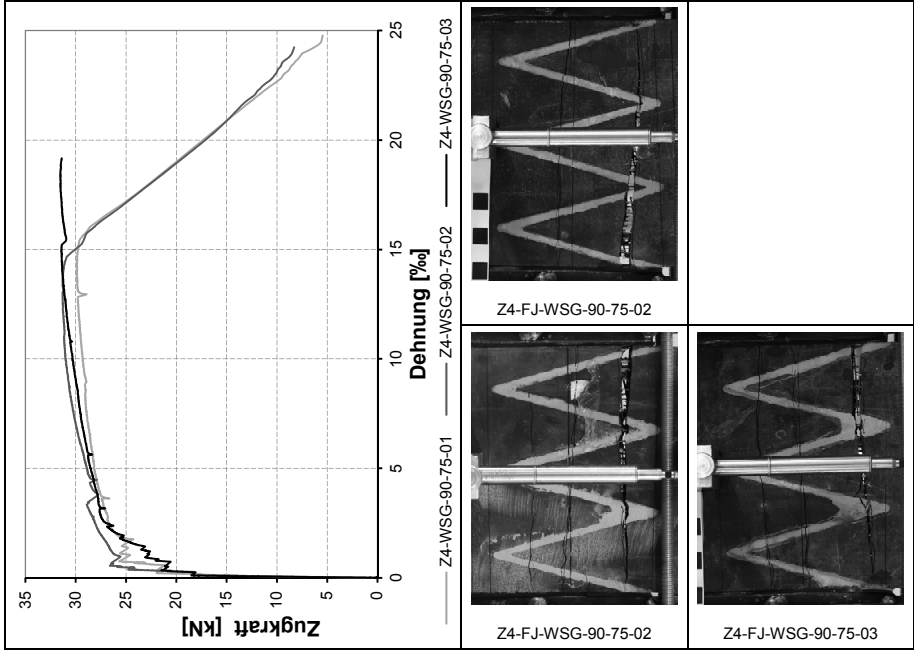 Zugkraft [kN]
35
30
25
20
15
10
5
0
0
5
10
15
20
25
Dehnung [‰]
Z4-WSG-90-75-01
Z4-WSG-90-75-02
Z4-WSG-90-75-03
Z4-FJ-WSG-90-75-02
Z4-FJ-WSG-90-75-02
Z4-FJ-WSG-90-75-03